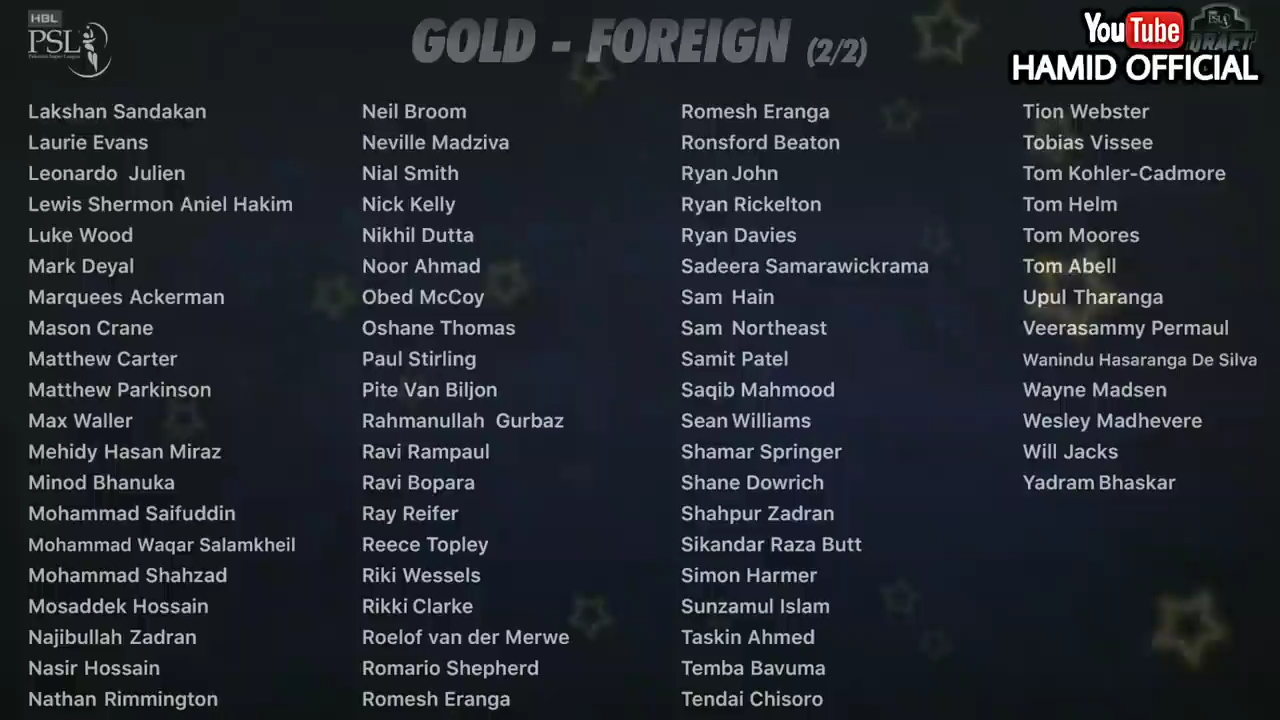 HBL
PSL
Pakistan Super League
GOLD - FOREIGN (2/2)
YouTube
PSL
DRAFT
HAMID OFFICIAL
Lakshan Sandakan
Laurie Evans
Leonardo Julien
Lewis Shermon Aniel Hakim
Luke Wood
Mark Deyal
Marquees Ackerman
Mason Crane
Matthew Carter
Matthew Parkinson
Max Waller
Mehidy Hasan Miraz
Minod Bhanuka
Mohammad Saifuddin
Mohammad Waqar Salamkheil
Mohammad Shahzad
Mosaddek Hossain
Najibullah Zadran
Nasir Hossain
Nathan Rimmington
Neil Broom
Neville Madziva
Nial Smith
Nick Kelly
Nikhil Dutta
Noor Ahmad
Obed McCoy
Oshane Thomas
Paul Stirling
Pite Van Biljon
Rahmanullah Gurbaz
Ravi Rampaul
Ravi Bopara
Ray Reifer
Reece Topley
Riki Wessels
Rikki Clarke
Roelof van der Merwe
Romario Shepherd
Romesh Eranga
Romesh Eranga
Ronsford Beaton
Ryan John
Ryan Rickelton
Ryan Davies
Sadeera Samarawickrama
Sam Hain
Sam Northeast
Samit Patel
Saqib Mahmood
Sean Williams
Shamar Springer
Shane Dowrich
Shahpur Zadran
Sikandar Raza Butt
Simon Harmer
Sunzamul Islam
Taskin Ahmed
Temba Bavuma
Tendai Chisoro
Tion Webster
Tobias Vissee
Tom Kohler-Cadmore
Tom Helm
Tom Moores
Tom Abell
Upul Tharanga
Veerasammy Permaul
Wanindu Hasaranga De Silva
Wayne Madsen
Wesley Madhevere
Will Jacks
Yadram Bhaskar